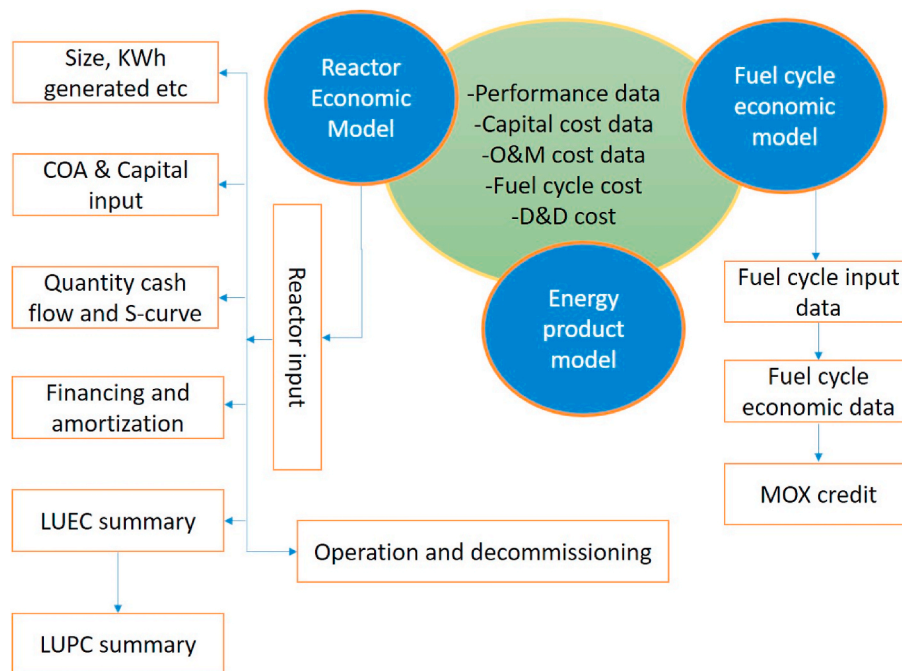 Size, KWh
generated etc
COA & Capital
input
Quantity cash
flow and S-curve
Financing and
amortization
LUEC summary
LUPC summary
Reactor input
Operation and decommissioning
Reactor
Economic
Model
-Performance data
-Capital cost data
-O&M cost data
-Fuel cycle cost
-D&D cost
Energy
product
model
Fuel cycle
economic
model
Fuel cycle input
data
Fuel cycle
economic data
MOX credit